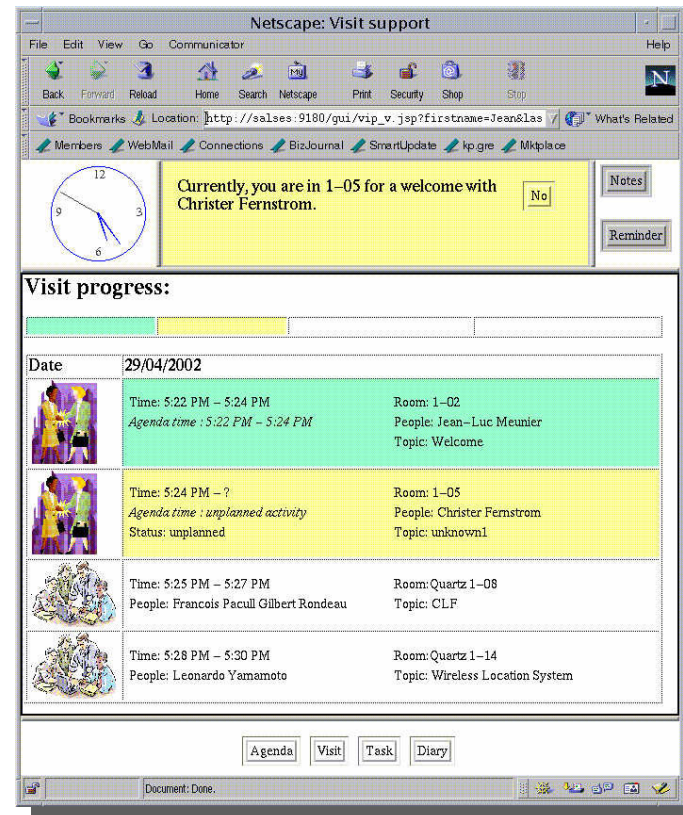 Netscape: Visit support
File Edit View Go Communicator Help
Back Forward Reload Home Search Netscape Print Security Shop Stop
My
N
Bookmarks Location: http://salses:9180/gui/vip_v.jsp?firstname=Jean&las What's Related
Members WebMail Connections BizJournal SmartUpdate kp.gre Mktplace
12
9 3
6
Currently, you are in 1–05 for a welcome with
Christer Fernstrom.
No
Notes
Reminder
Visit progress:
Date 29/04/2002
Time: 5:22 PM – 5:24 PM Room: 1–02
Agenda time : 5:22 PM – 5:24 PM People: Jean–Luc Meunier
Topic: Welcome
Time: 5:24 PM – ? Room: 1–05
Agenda time : unplanned activity People: Christer Fernstrom
Status: unplanned Topic: unknown1
Time: 5:25 PM – 5:27 PM Room:Quartz 1–08
People: Francois Pacull Gilbert Rondeau Topic: CLF
Time: 5:28 PM – 5:30 PM Room:Quartz 1–14
People: Leonardo Yamamoto Topic: Wireless Location System
Agenda Visit Task Diary
Document: Done.